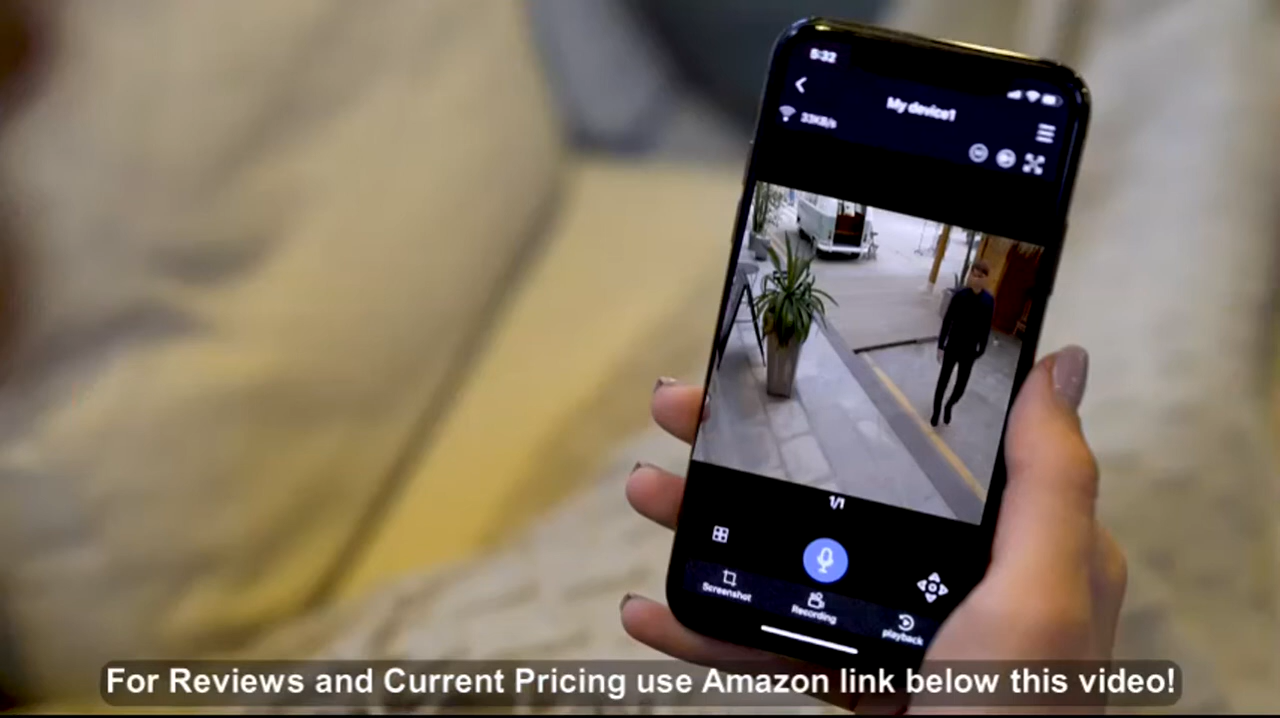 5:32
My device1
33KB/s
1/1
Screenshot
Recording
playback
For Reviews and Current Pricing use Amazon link below this video!